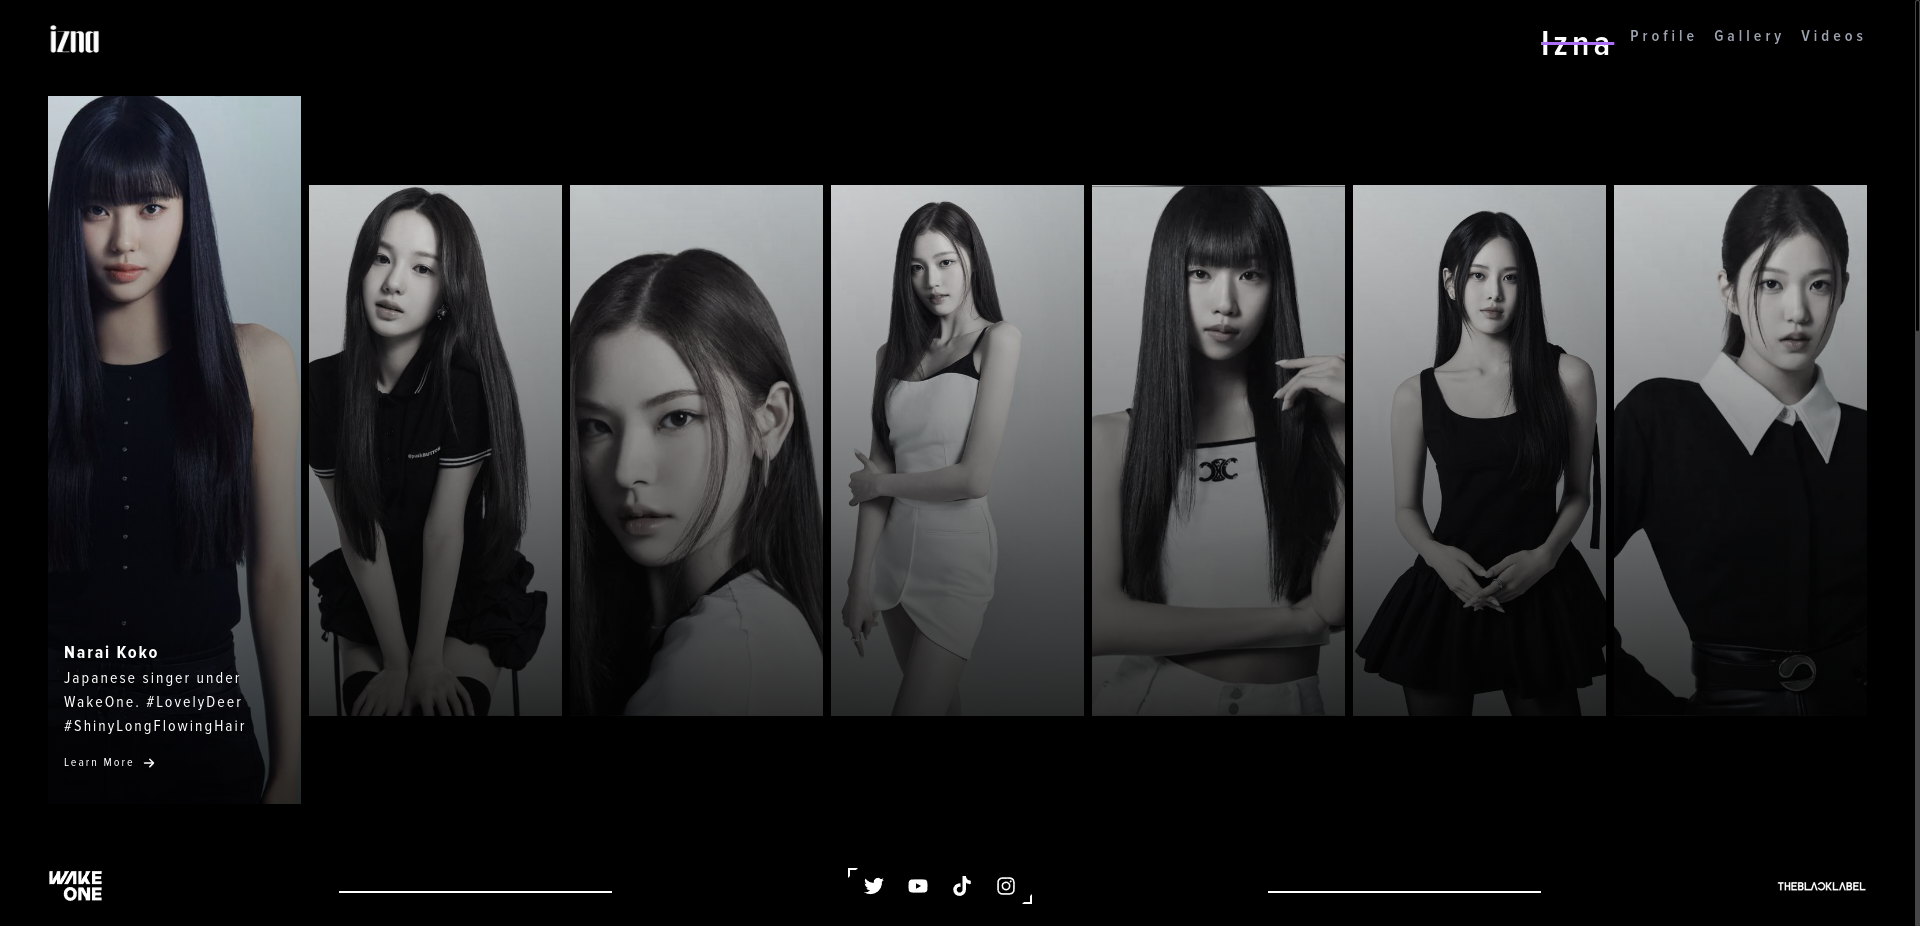 izna
Izna Profile Gallery Videos
Narai Koko
Japanese singer under
WakeOne. #LovelyDeer
#ShinyLongFlowingHair
Learn More
WAKE
ONE
THEBLACKLABEL